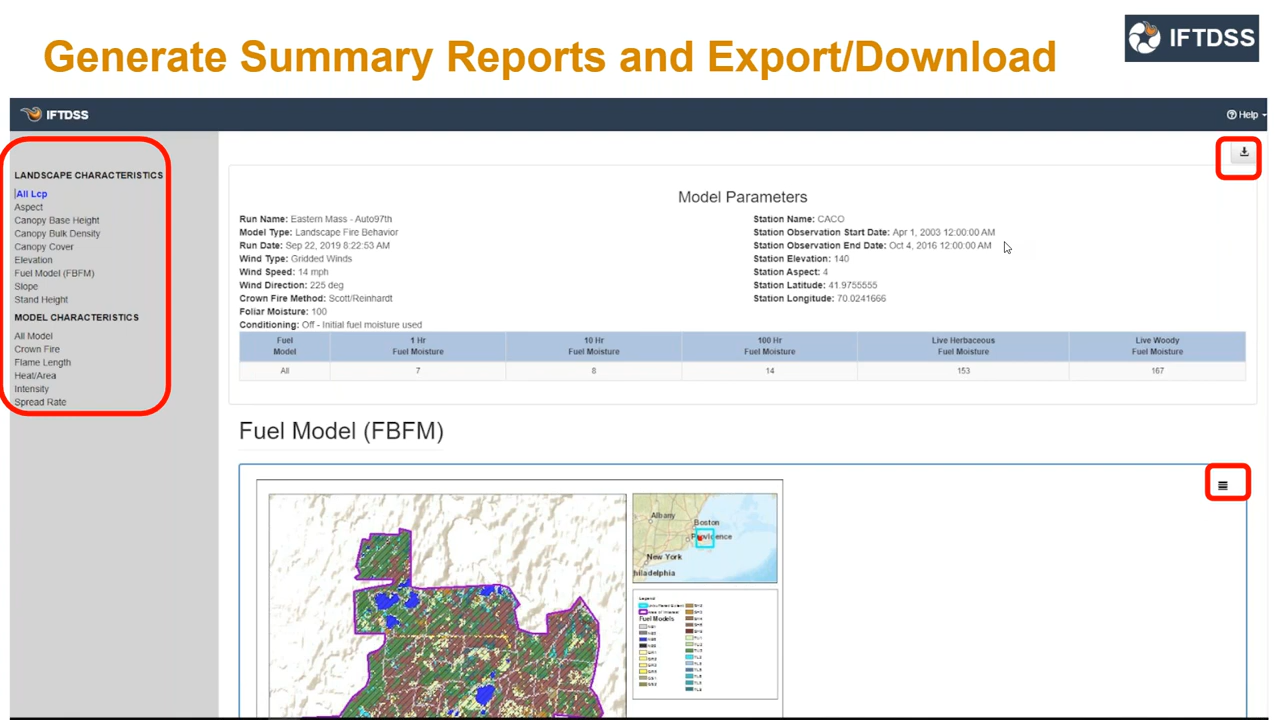 Generate Summary Reports and Export/Download
IFTDSS
IFTDSS
Help
LANDSCAPE CHARACTERISTICS
All Lcp
Aspect
Canopy Base Height
Canopy Bulk Density
Canopy Cover
Elevation
Fuel Model (FBFM)
Slope
Stand Height
MODEL CHARACTERISTICS
All Model
Crown Fire
Flame Length
Heat/Area
Intensity
Spread Rate
Model Parameters
Run Name: Eastern Mass - Auto97th
Model Type: Landscape Fire Behavior
Run Date: Sep 22, 2019 8:22:53 AM
Wind Type: Gridded Winds
Wind Speed: 14 mph
Wind Direction: 225 deg
Crown Fire Method: Scott/Reinhardt
Foliar Moisture: 100
Conditioning: Off - Initial fuel moisture used
Station Name: CACO
Station Observation Start Date: Apr 1, 2003 12:00:00 AM
Station Observation End Date: Oct 4, 2016 12:00:00 AM
Station Elevation: 140
Station Aspect: 4
Station Latitude: 41.9755555
Station Longitude: 70.0241666
Fuel Model
1 Hr Fuel Moisture
10 Hr Fuel Moisture
100 Hr Fuel Moisture
Live Herbaceous Fuel Moisture
Live Woody Fuel Moisture
All 7 8 14 153 167
Fuel Model (FBFM)
Albany
Boston
Providence
New York
hiladelphia
Legend
Fuel Models